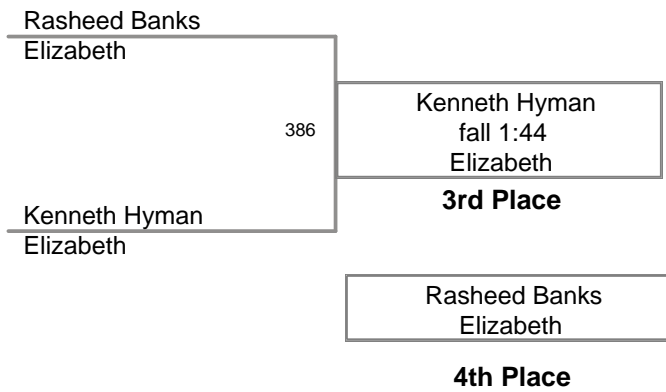 Rasheed Banks
Elizabeth
386
Kenneth Hyman
fall 1:44
Elizabeth
3rd Place
Kenneth Hyman
Elizabeth
Rasheed Banks
Elizabeth
4th Place